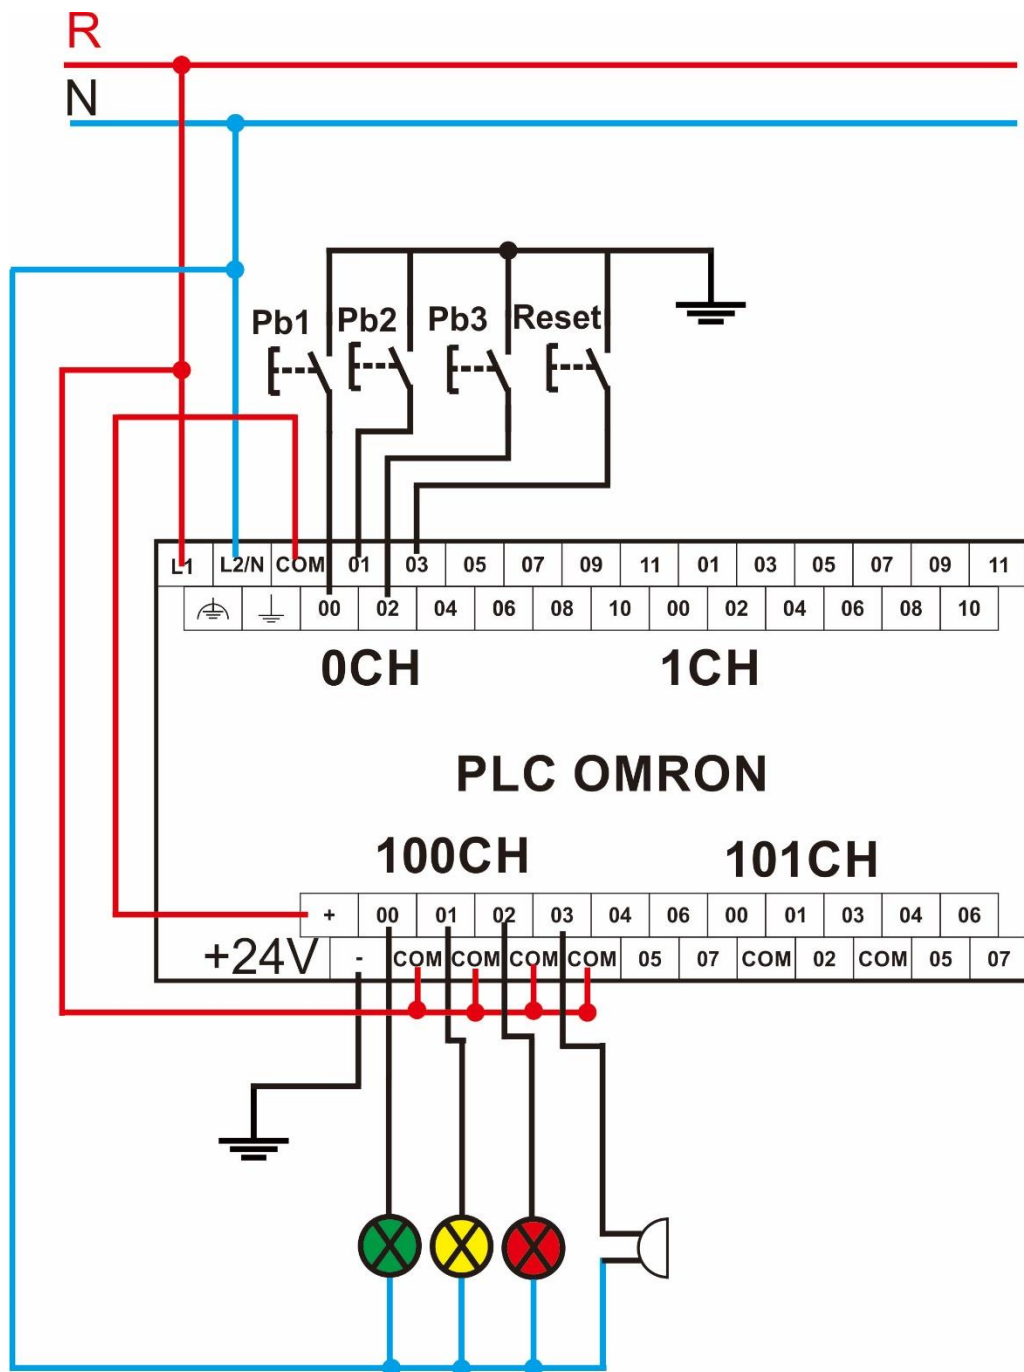 R
N
Pb1 Pb2 Pb3 Reset
L1 L2/N COM 01 03 05 07 09 11 01 03 05 07 09 11
00 02 04 06 08 10 00 02 04 06 08 10
0CH 1CH
PLC OMRON
100CH 101CH
+ 00 01 02 03 04 06 00 01 03 04 06
+24V - COM COM COM COM 05 07 COM 02 COM 05 07